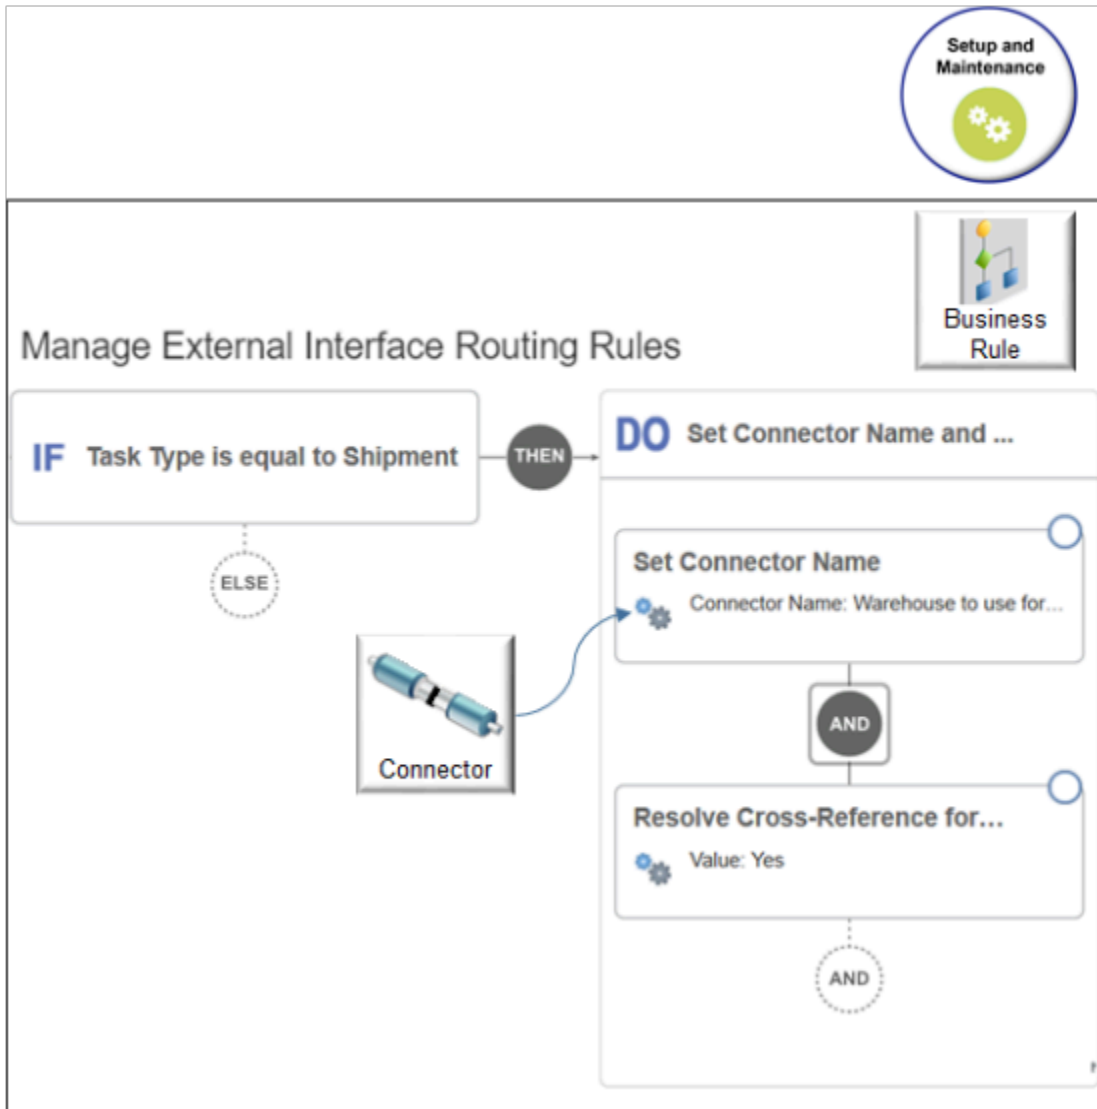 Setup and
Maintenance
Business
Rule
Manage External Interface Routing Rules
IF Task Type is equal to Shipment
THEN
DO Set Connector Name and ...
ELSE
Set Connector Name
Connector Name: Warehouse to use for...
Connector
AND
Resolve Cross-Reference for...
Value: Yes
AND